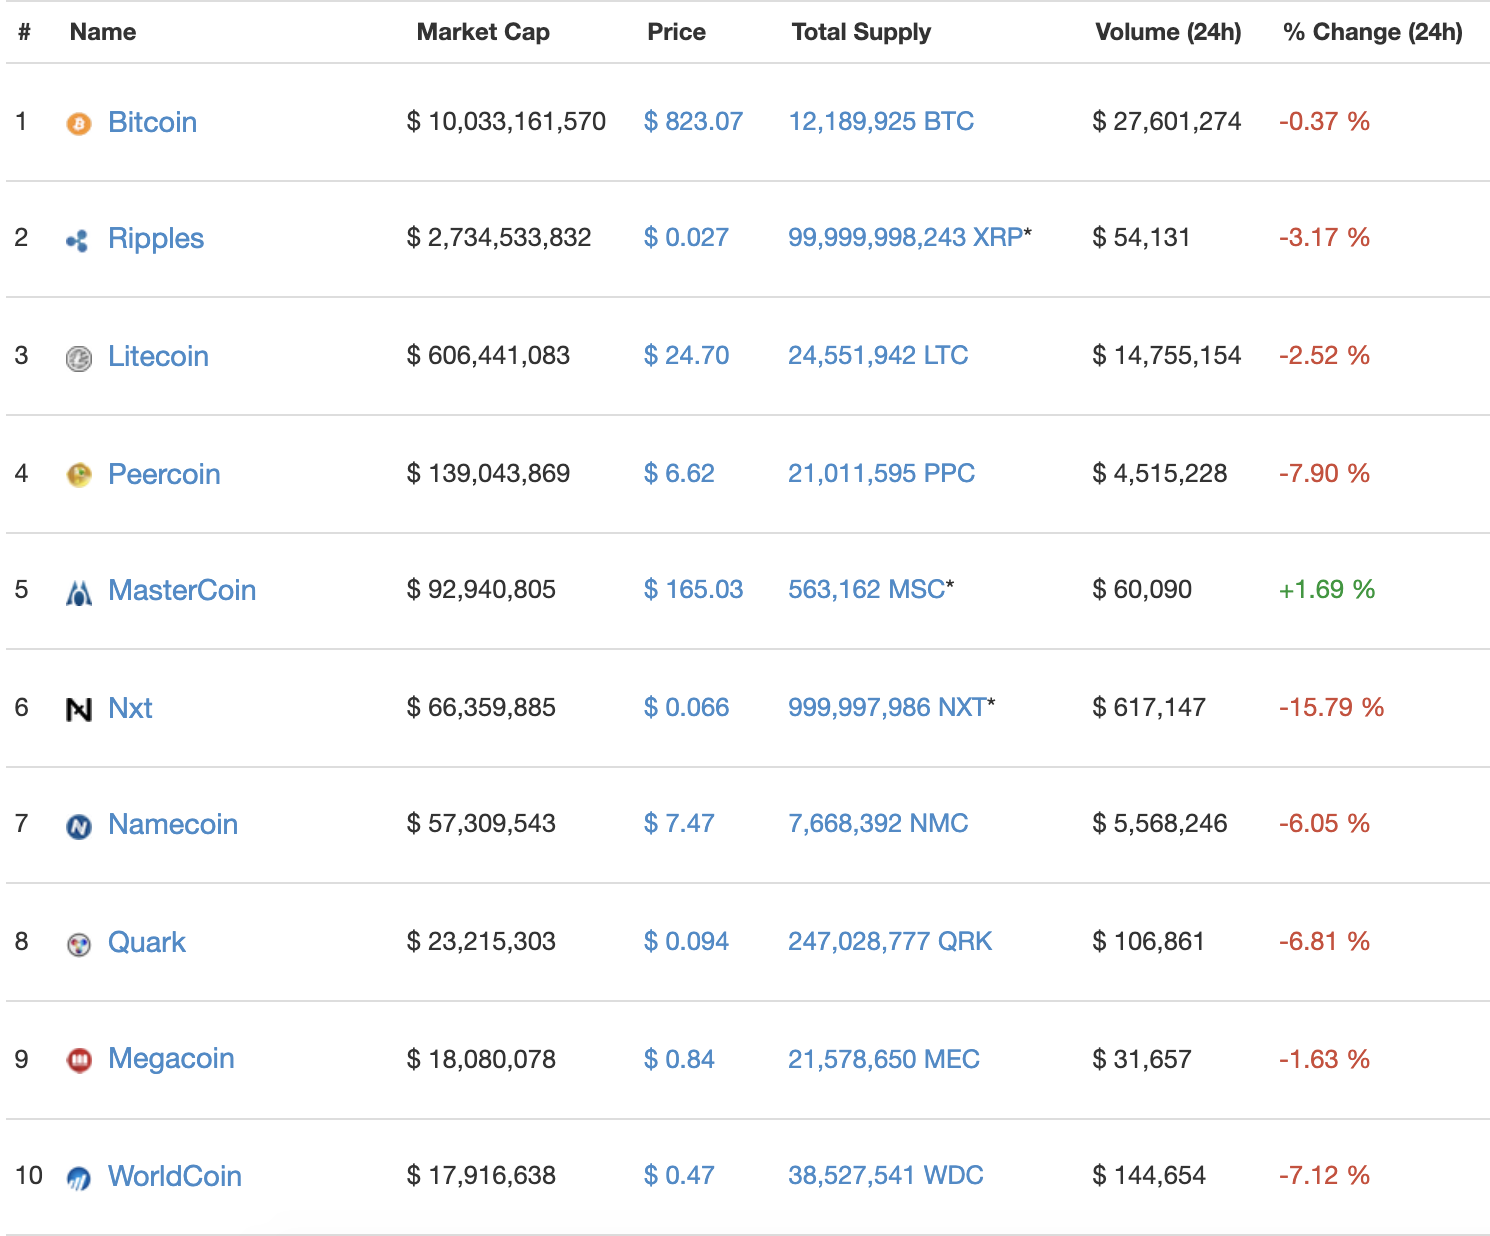 # Name Market Cap Price Total Supply Volume (24h) % Change (24h)
1 Bitcoin $ 10,033,161,570 $ 823.07 12,189,925 BTC $ 27,601,274 -0.37 %
2 Ripples $ 2,734,533,832 $ 0.027 99,999,998,243 XRP* $ 54,131 -3.17 %
3 Litecoin $ 606,441,083 $ 24.70 24,551,942 LTC $ 14,755,154 -2.52 %
4 Peercoin $ 139,043,869 $ 6.62 21,011,595 PPC $ 4,515,228 -7.90 %
5 MasterCoin $ 92,940,805 $ 165.03 563,162 MSC* $ 60,090 +1.69 %
6 Nxt $ 66,359,885 $ 0.066 999,997,986 NXT* $ 617,147 -15.79 %
7 Namecoin $ 57,309,543 $ 7.47 7,668,392 NMC $ 5,568,246 -6.05 %
8 Quark $ 23,215,303 $ 0.094 247,028,777 QRK $ 106,861 -6.81 %
9 Megacoin $ 18,080,078 $ 0.84 21,578,650 MEC $ 31,657 -1.63 %
10 WorldCoin $ 17,916,638 $ 0.47 38,527,541 WDC $ 144,654 -7.12 %